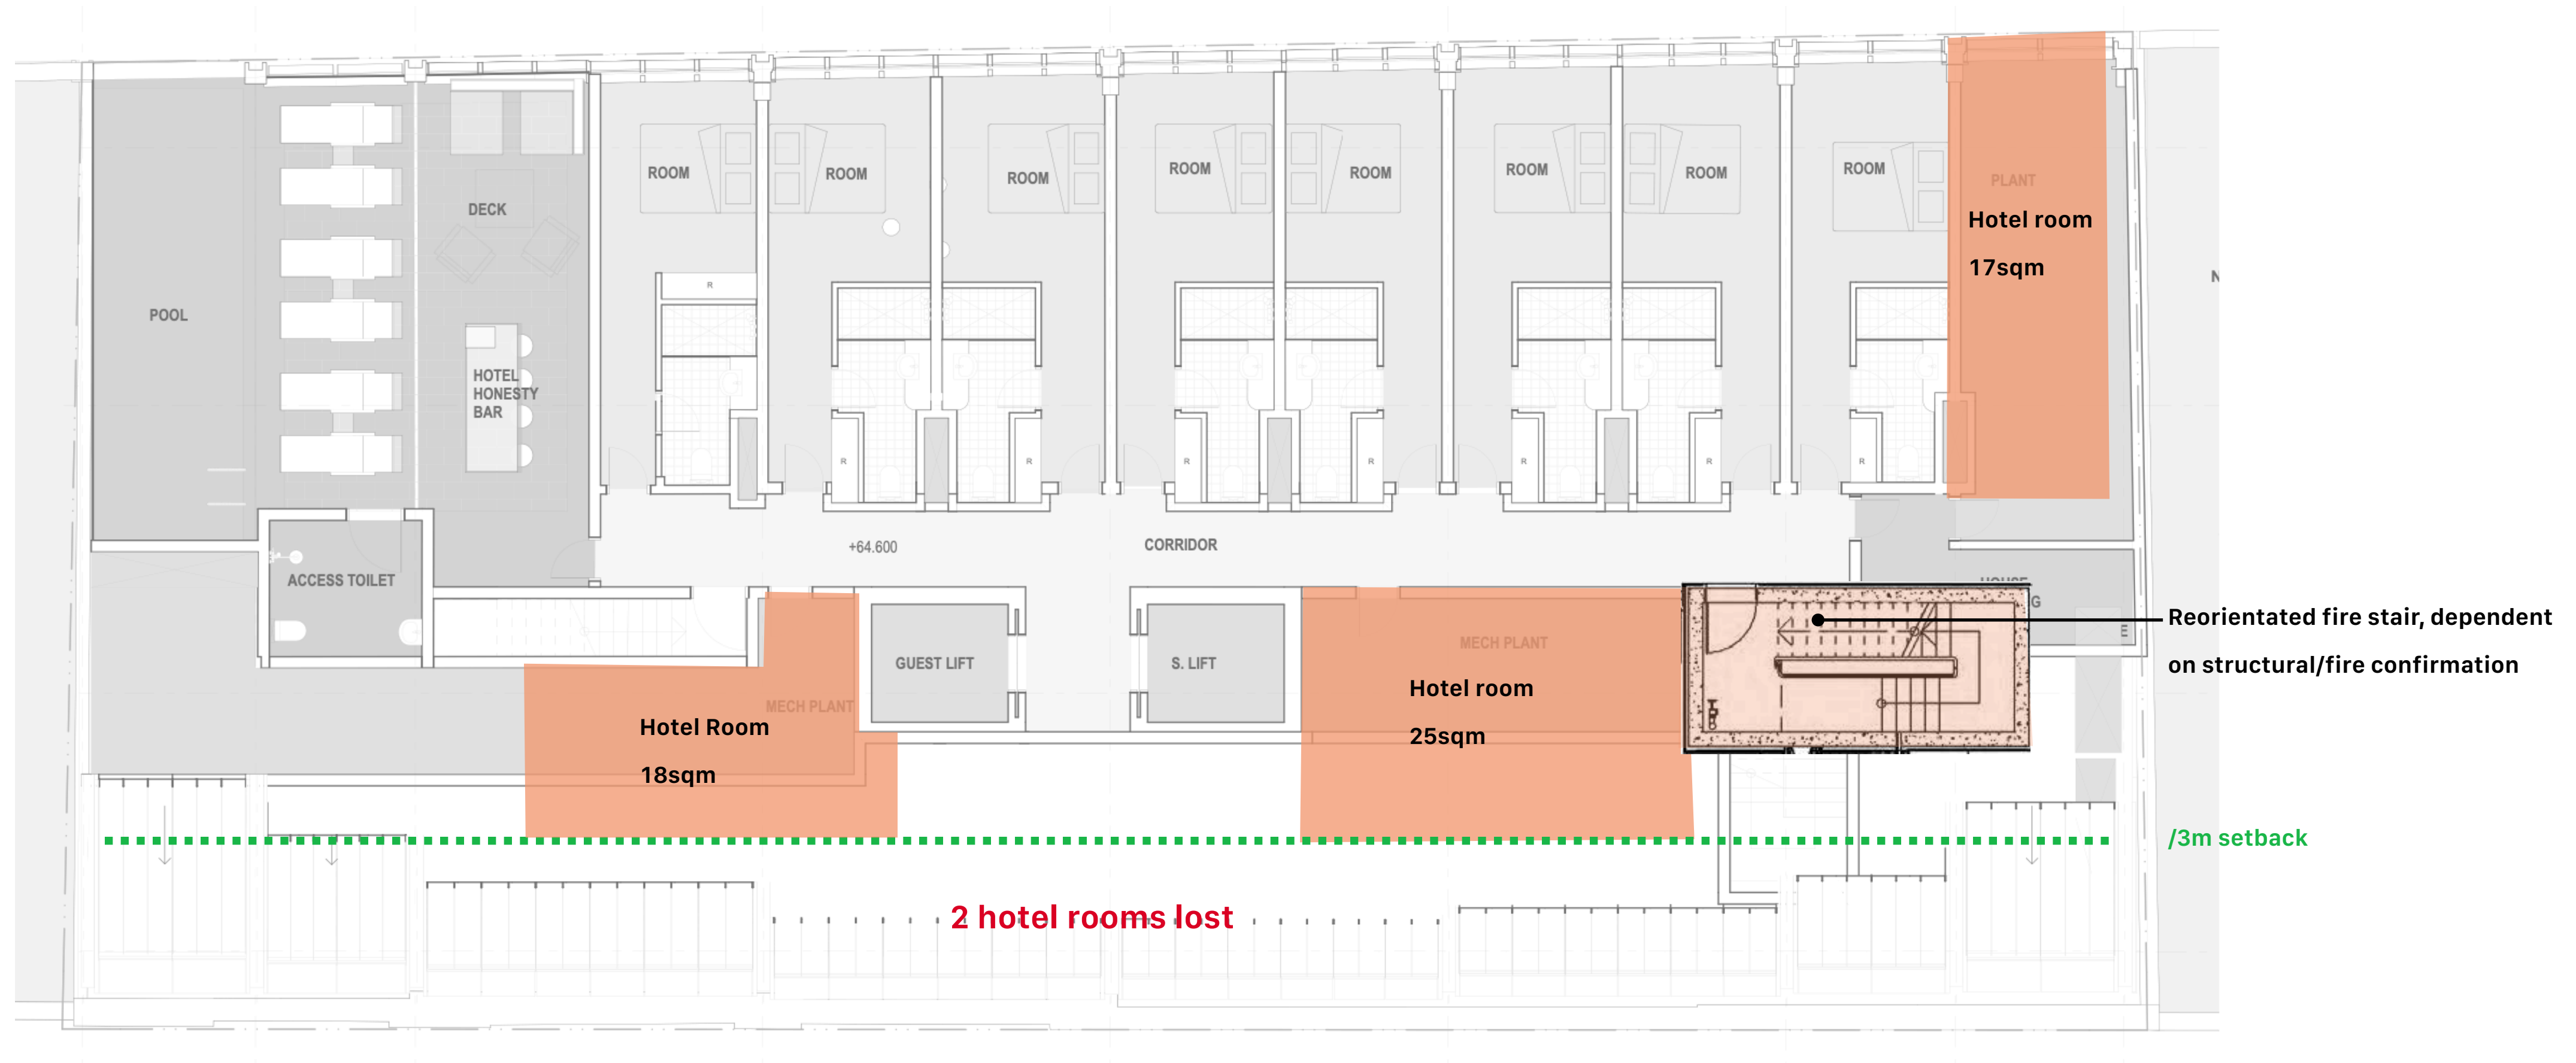 ROOM
ROOM
ROOM
ROOM
ROOM
ROOM
ROOM
ROOM
PLANT
Hotel room
17sqm
DECK
POOL
N
R
HOTEL
HONESTY
BAR
R
R
R
R
R
R
R
+64.600
CORRIDOR
ACCESS TOILET
HOUSE
G
E
GUEST LIFT
S. LIFT
MECH PLANT
Hotel room
25sqm
Reorientated fire stair, dependent
on structural/fire confirmation
MECH PLANT
Hotel Room
18sqm
/3m setback
2 hotel rooms lost